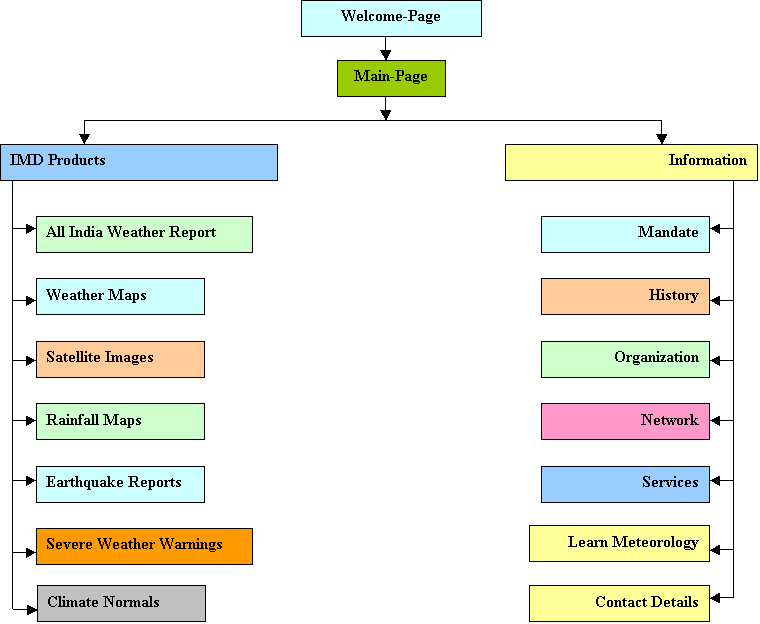 Welcome-Page
Main-Page
IMD Products
All India Weather Report
Weather Maps
Satellite Images
Rainfall Maps
Earthquake Reports
Severe Weather Warnings
Climate Normals
Information
Mandate
History
Organization
Network
Services
Learn Meteorology
Contact Details